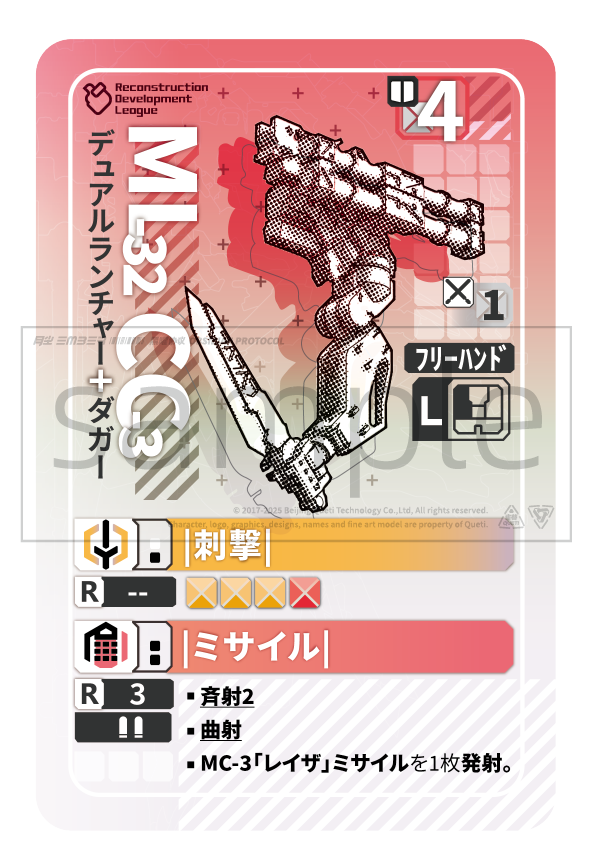 Reconstruction
Development
League
4
ML-32 CC-3
デュアルランチャー+ダガー
1
フリーハンド
L
sample
© 2017-2025 Beijing Queti Technology Co.,Ltd, All rights reserved.
Character, logo, graphics, designs, names and fine art model are property of Queti.
|刺撃|
R --
|ミサイル|
R 3
▪ 斉射2
▪ 曲射
▪ MC-3「レイザ」ミサイルを1枚発射。